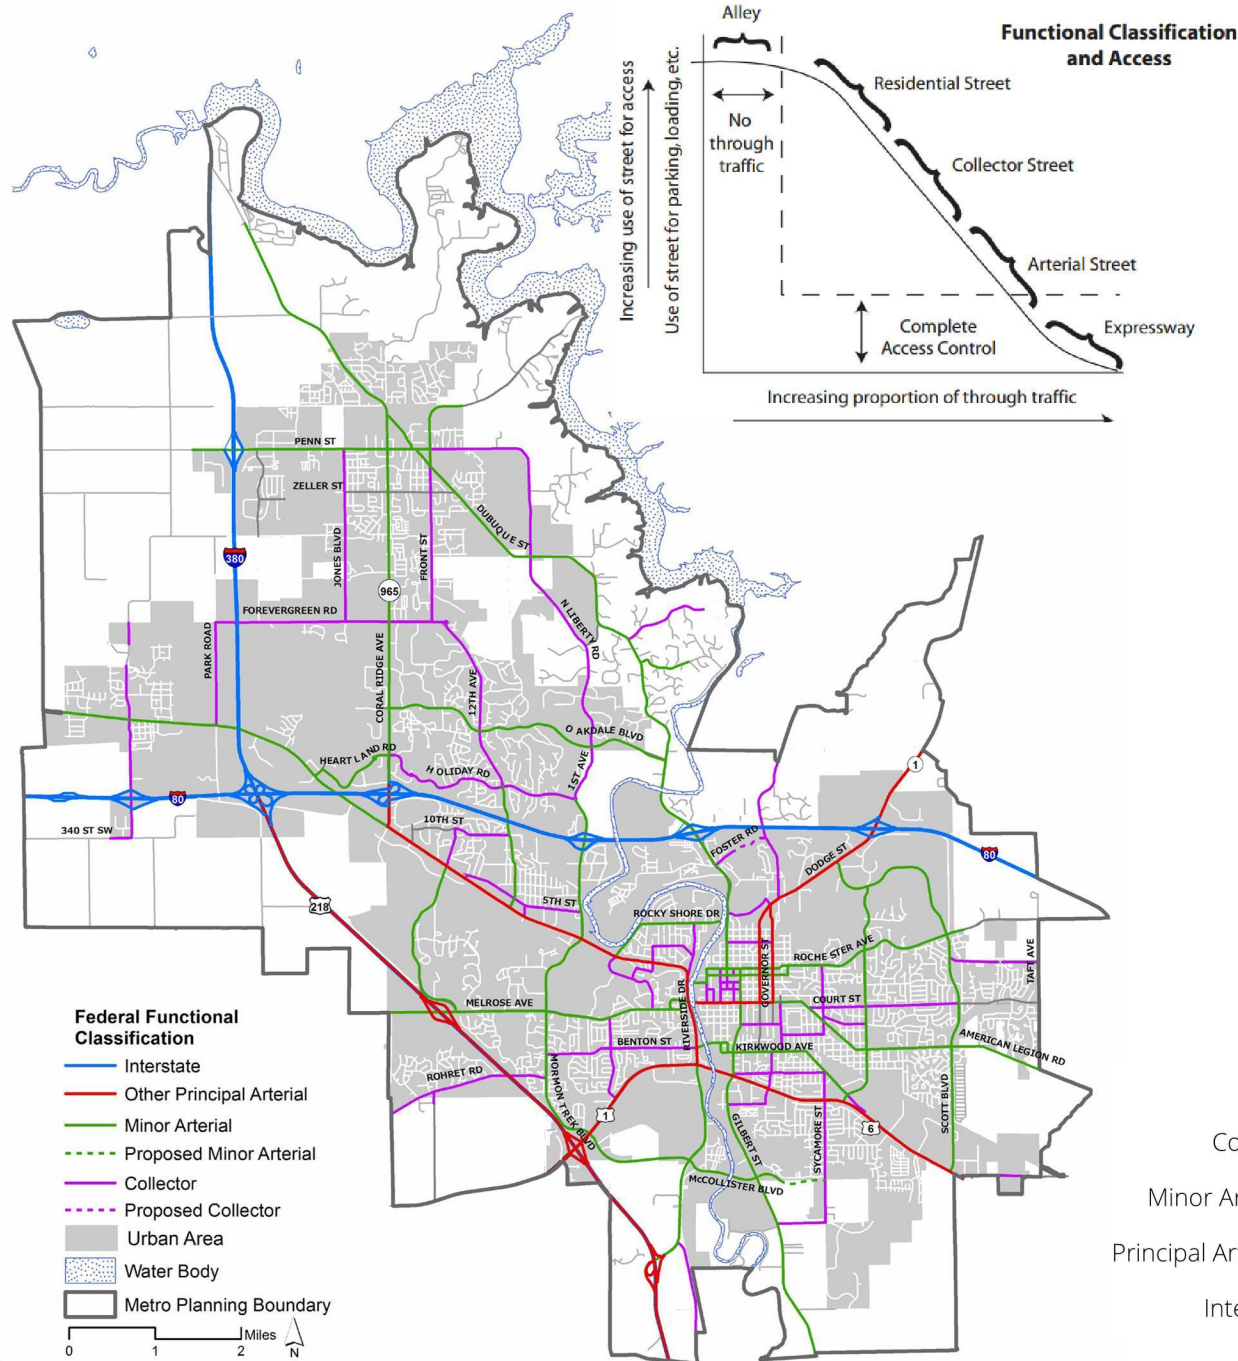 Alley
Functional Classification
and Access
Increasing use of street for access
Use of street for parking, loading, etc.
Residential Street
No
through
traffic
Collector Street
Arterial Street
Complete
Access Control
Expressway
Increasing proportion of through traffic
PENN ST
ZELLER ST
DUBUQUE ST
JONES BLVD
FRONT ST
380
965
FOREVERGREEN RD
N LIBERTY RD
PARK ROAD
CORAL RIDGE AVE
12TH AVE
OAKDALE BLVD
HEARTLAND RD
HOLIDAY RD
1ST AVE
1
80
340 ST SW
10TH ST
FOSTER RD
DODGE ST
80
218
5TH ST
ROCKY SHORE DR
ROCHESTER AVE
GOVERNOR ST
TAFT AVE
MELROSE AVE
RIVERSIDE DR
COURT ST
BENTON ST
KIRKWOOD AVE
AMERICAN LEGION RD
ROHRET RD
MORMON TREK BLVD
1
SCOTT BLVD
6
GILBERT ST
SYCAMORE ST
McCOLLISTER BLVD
Federal Functional
Classification
Interstate
Other Principal Arterial
Minor Arterial
Proposed Minor Arterial
Collector
Proposed Collector
Urban Area
Water Body
Metro Planning Boundary
Miles
0 1 2
N
Co
Minor Ar
Principal Ar
Inte